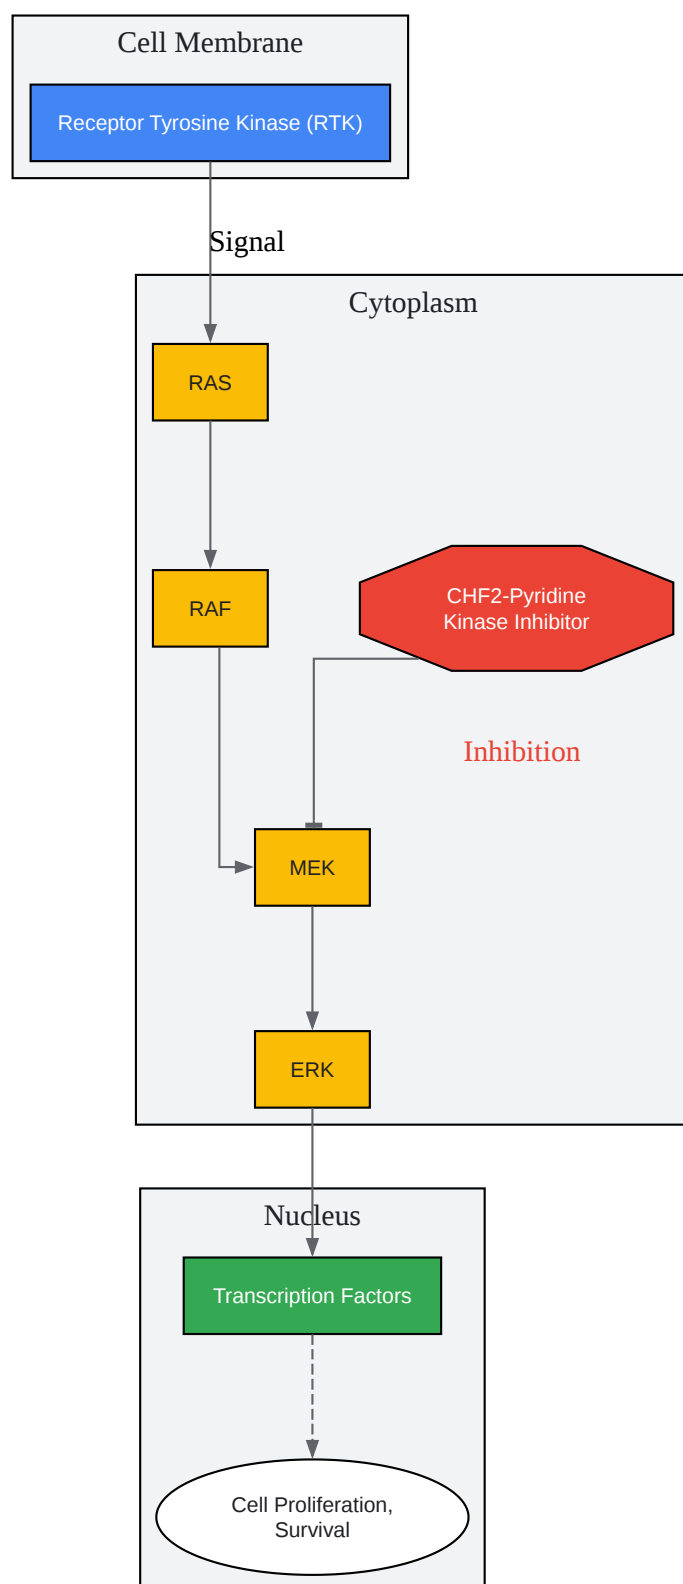 Cell Membrane
Receptor Tyrosine Kinase (RTK)
Signal
Cytoplasm
RAS
RAF
CHF2-Pyridine
Kinase Inhibitor
Inhibition
MEK
ERK
Nucleus
Transcription Factors
Cell Proliferation,
Survival